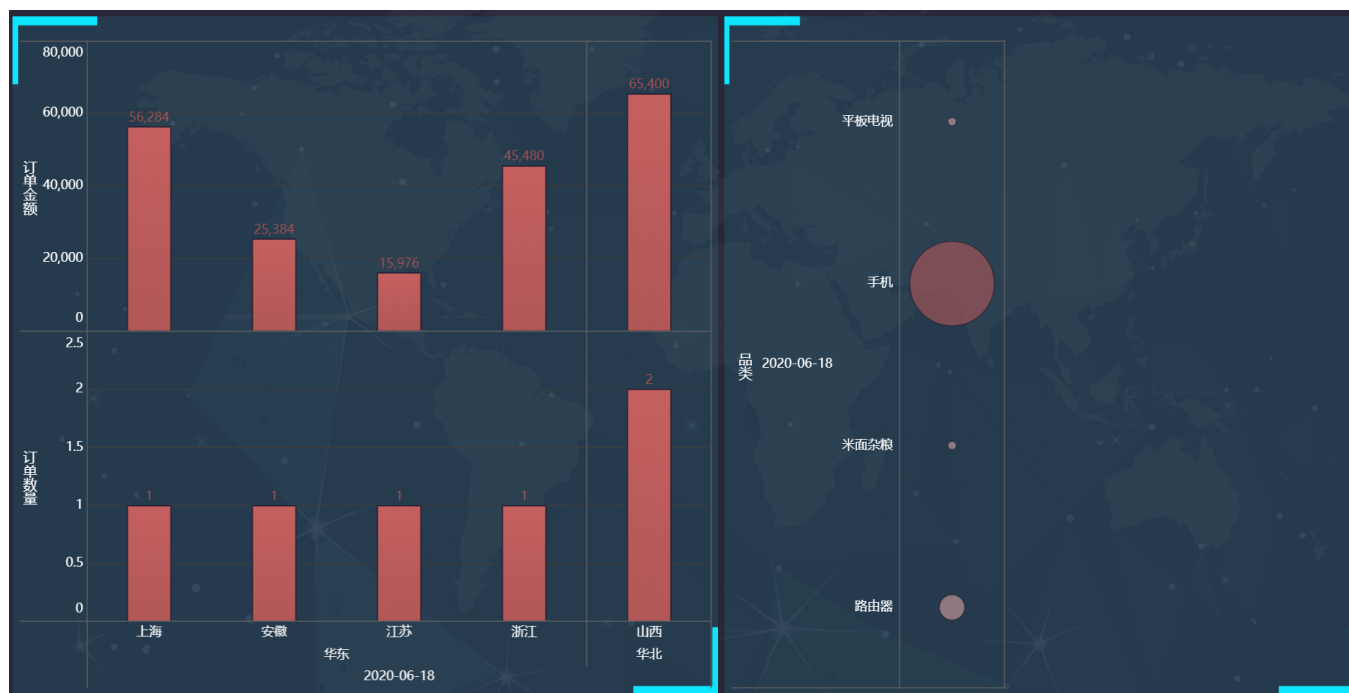 80,000
60,000
40,000
20,000
0
订单金额
56,284
25,384
15,976
45,480
65,400
2.5
2
1.5
1
0.5
0
订单数量
1
1
1
1
2
上海
安徽
江苏
浙江
山西
华东
华北
2020-06-18
品类
2020-06-18
平板电视
手机
米面杂粮
路由器